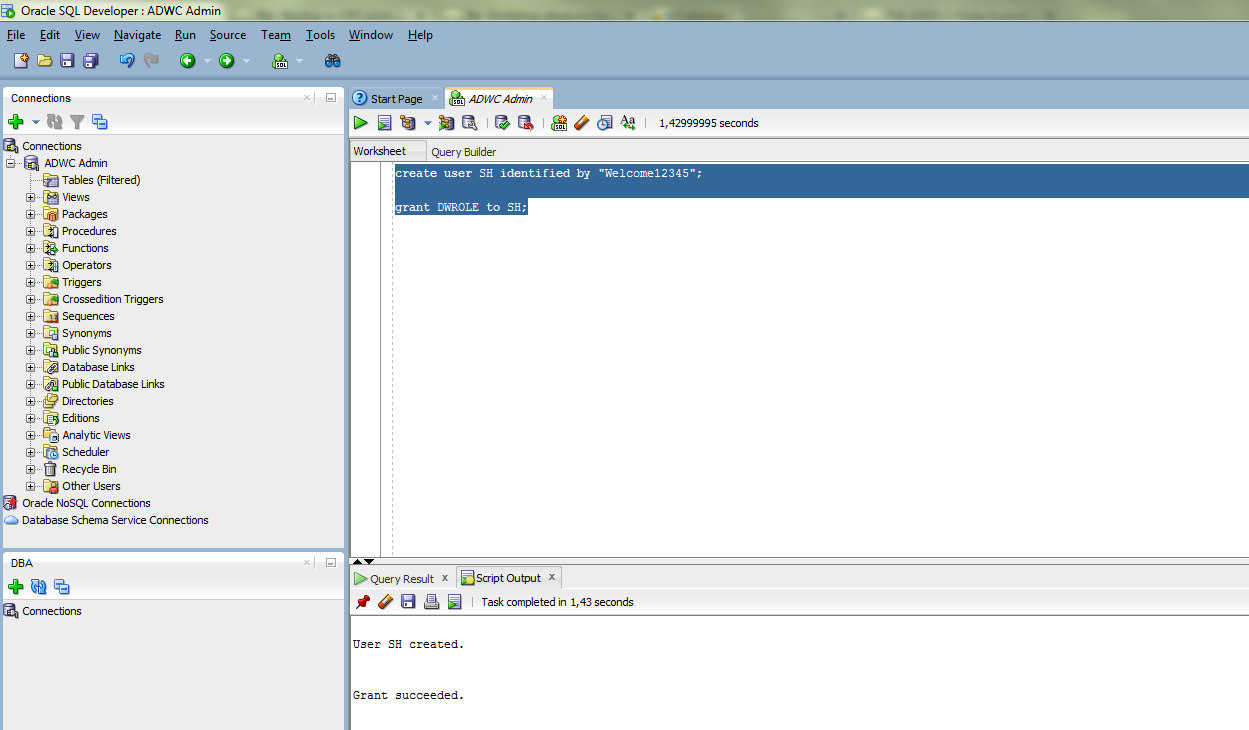 Oracle SQL Developer : ADWC Admin
File Edit View Navigate Run Source Team Tools Window Help
Connections
Connections
ADWC Admin
Tables (Filtered)
Views
Packages
Procedures
Functions
Operators
Triggers
Crossedition Triggers
Sequences
Synonyms
Public Synonyms
Database Links
Public Database Links
Directories
Editions
Analytic Views
Scheduler
Recycle Bin
Other Users
Oracle NoSQL Connections
Database Schema Service Connections
DBA
Connections
Start Page ADWC Admin
1,42999995 seconds
Worksheet Query Builder
create user SH identified by "Welcome12345";
grant DWROLE to SH;
Query Result Script Output
Task completed in 1,43 seconds
User SH created.
Grant succeeded.